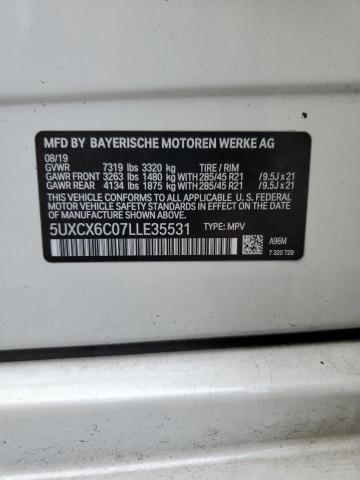 MFD BY BAYERISCHE MOTOREN WERKE AG
08/19
GVWR 7319 lbs 3320 kg TIRE / RIM
GAWR FRONT 3263 lbs 1480 kg WITH 285/45 R21 / 9.5J x 21
GAWR REAR 4134 lbs 1875 kg WITH 285/45 R21 / 9.5J x 21
THIS VEHICLE CONFORMS TO ALL APPLICABLE U.S. FEDERAL
MOTOR VEHICLE SAFETY STANDARDS IN EFFECT ON THE
DATE OF MANUFACTURE SHOWN ABOVE.
5UXCX6C07LLE35531 TYPE: MPV
A96M
7 320 729